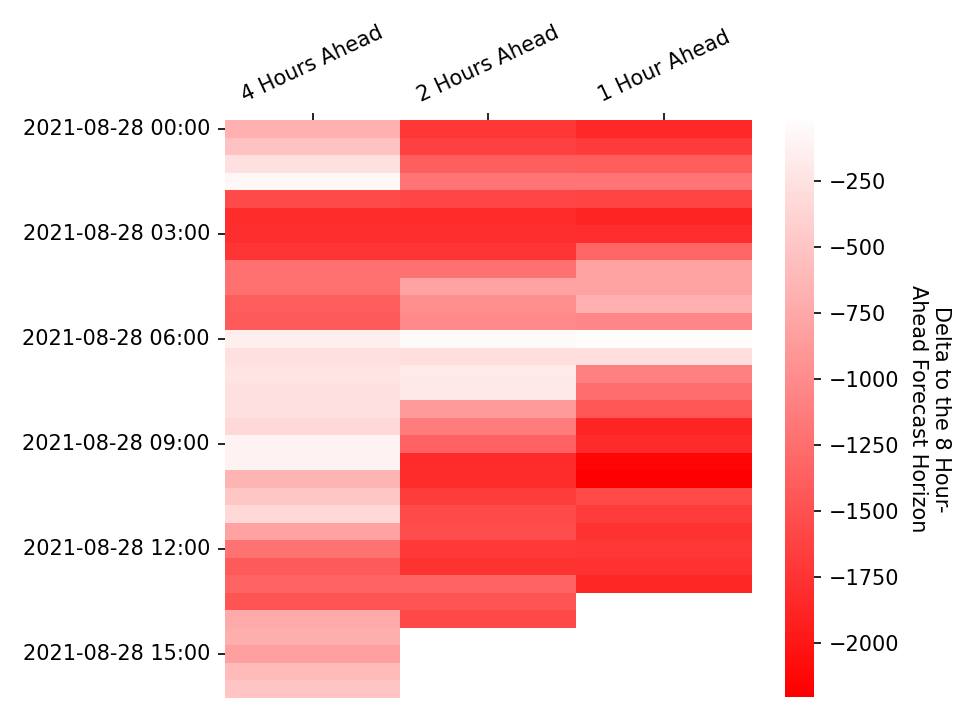 4 Hours Ahead
2 Hours Ahead
1 Hour Ahead
2021-08-28 00:00
2021-08-28 03:00
2021-08-28 06:00
2021-08-28 09:00
2021-08-28 12:00
2021-08-28 15:00
−250
−500
−750
−1000
−1250
−1500
−1750
−2000
Delta to the 8 Hour-
Ahead Forecast Horizon